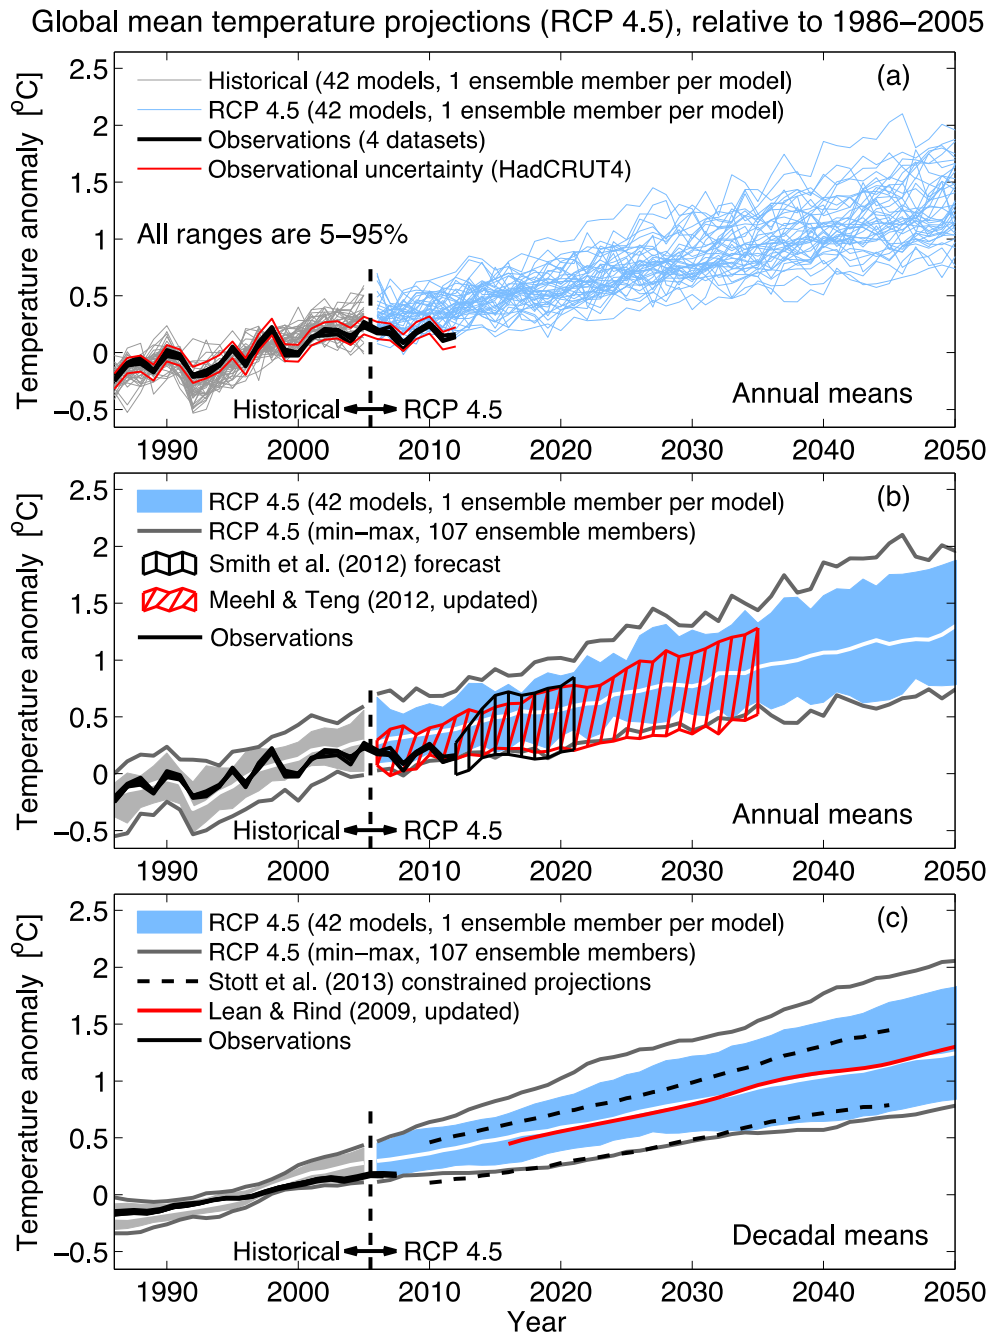 Global mean temperature projections (RCP 4.5), relative to 1986−2005
Temperature anomaly [ºC]
2.5
2
1.5
1
0.5
0
−0.5
Historical (42 models, 1 ensemble member per model)
RCP 4.5 (42 models, 1 ensemble member per model)
Observations (4 datasets)
Observational uncertainty (HadCRUT4)
(a)
All ranges are 5−95%
Historical
RCP 4.5
Annual means
1990 2000 2010 2020 2030 2040 2050
Temperature anomaly [ºC]
2.5
2
1.5
1
0.5
0
−0.5
RCP 4.5 (42 models, 1 ensemble member per model)
RCP 4.5 (min−max, 107 ensemble members)
Smith et al. (2012) forecast
Meehl & Teng (2012, updated)
Observations
(b)
Historical
RCP 4.5
Annual means
1990 2000 2010 2020 2030 2040 2050
Temperature anomaly [ºC]
2.5
2
1.5
1
0.5
0
−0.5
RCP 4.5 (42 models, 1 ensemble member per model)
RCP 4.5 (min−max, 107 ensemble members)
Stott et al. (2013) constrained projections
Lean & Rind (2009, updated)
Observations
(c)
Historical
RCP 4.5
Decadal means
1990 2000 2010 2020 2030 2040 2050
Year